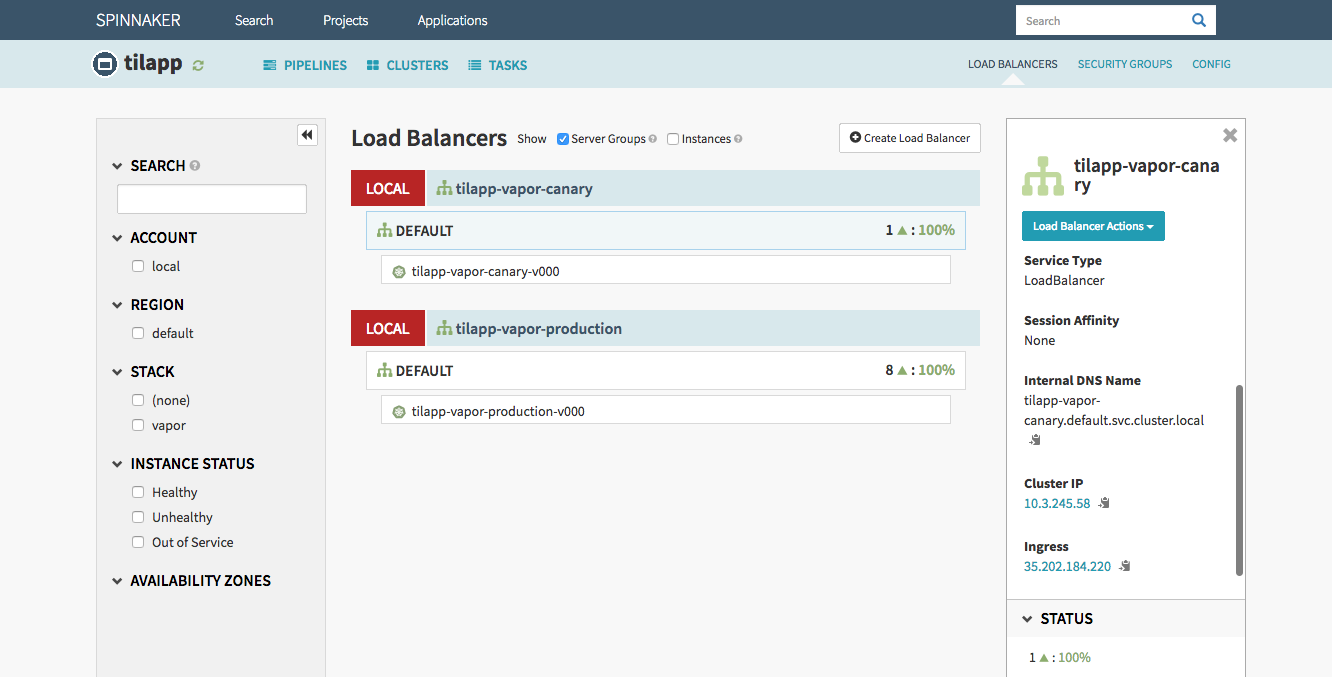 SPINNAKER Search Projects Applications Search
tilapp PIPELINES CLUSTERS TASKS LOAD BALANCERS SECURITY GROUPS CONFIG
SEARCH ?
ACCOUNT
local
REGION
default
STACK
(none)
vapor
INSTANCE STATUS
Healthy
Unhealthy
Out of Service
AVAILABILITY ZONES
Load Balancers Show Server Groups ? Instances ? Create Load Balancer
LOCAL tilapp-vapor-canary
DEFAULT 1 ▲ : 100%
tilapp-vapor-canary-v000
LOCAL tilapp-vapor-production
DEFAULT 8 ▲ : 100%
tilapp-vapor-production-v000
tilapp-vapor-cana
ry
Load Balancer Actions
Service Type
LoadBalancer
Session Affinity
None
Internal DNS Name
tilapp-vapor-
canary.default.svc.cluster.local
Cluster IP
10.3.245.58
Ingress
35.202.184.220
STATUS
1 ▲ : 100%